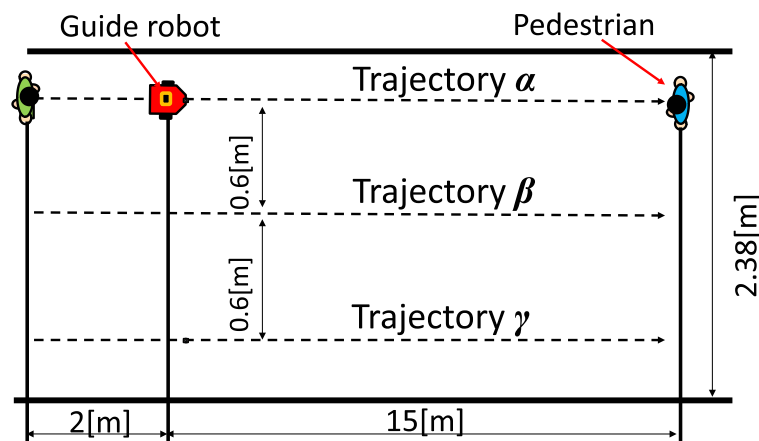 Guide robot
Pedestrian
Trajectory α
0.6[m]
Trajectory β
2.38[m]
0.6[m]
Trajectory γ
2[m]
15[m]